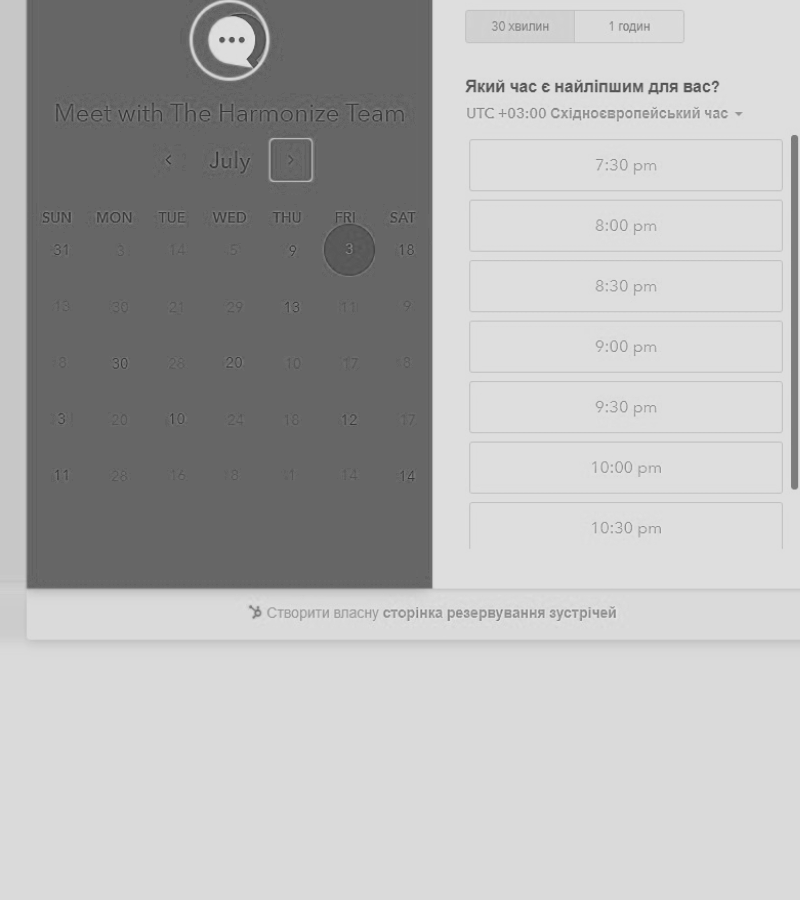 Meet with The Harmonize Team
July
SUN MON TUE WED THU FRI SAT
31 3 14 5 9 3 18
13 30 21 29 13 11 9
8 30 28 20 10 17 8
31 20 10 24 18 12 17
11 28 16 3 1 14 14
30 хвилин 1 годин
Який час є найліпшим для вас?
UTC +03:00 Східноєвропейський час
7:30 pm
8:00 pm
8:30 pm
9:00 pm
9:30 pm
10:00 pm
10:30 pm
Створити власну сторінка резервування зустрічей